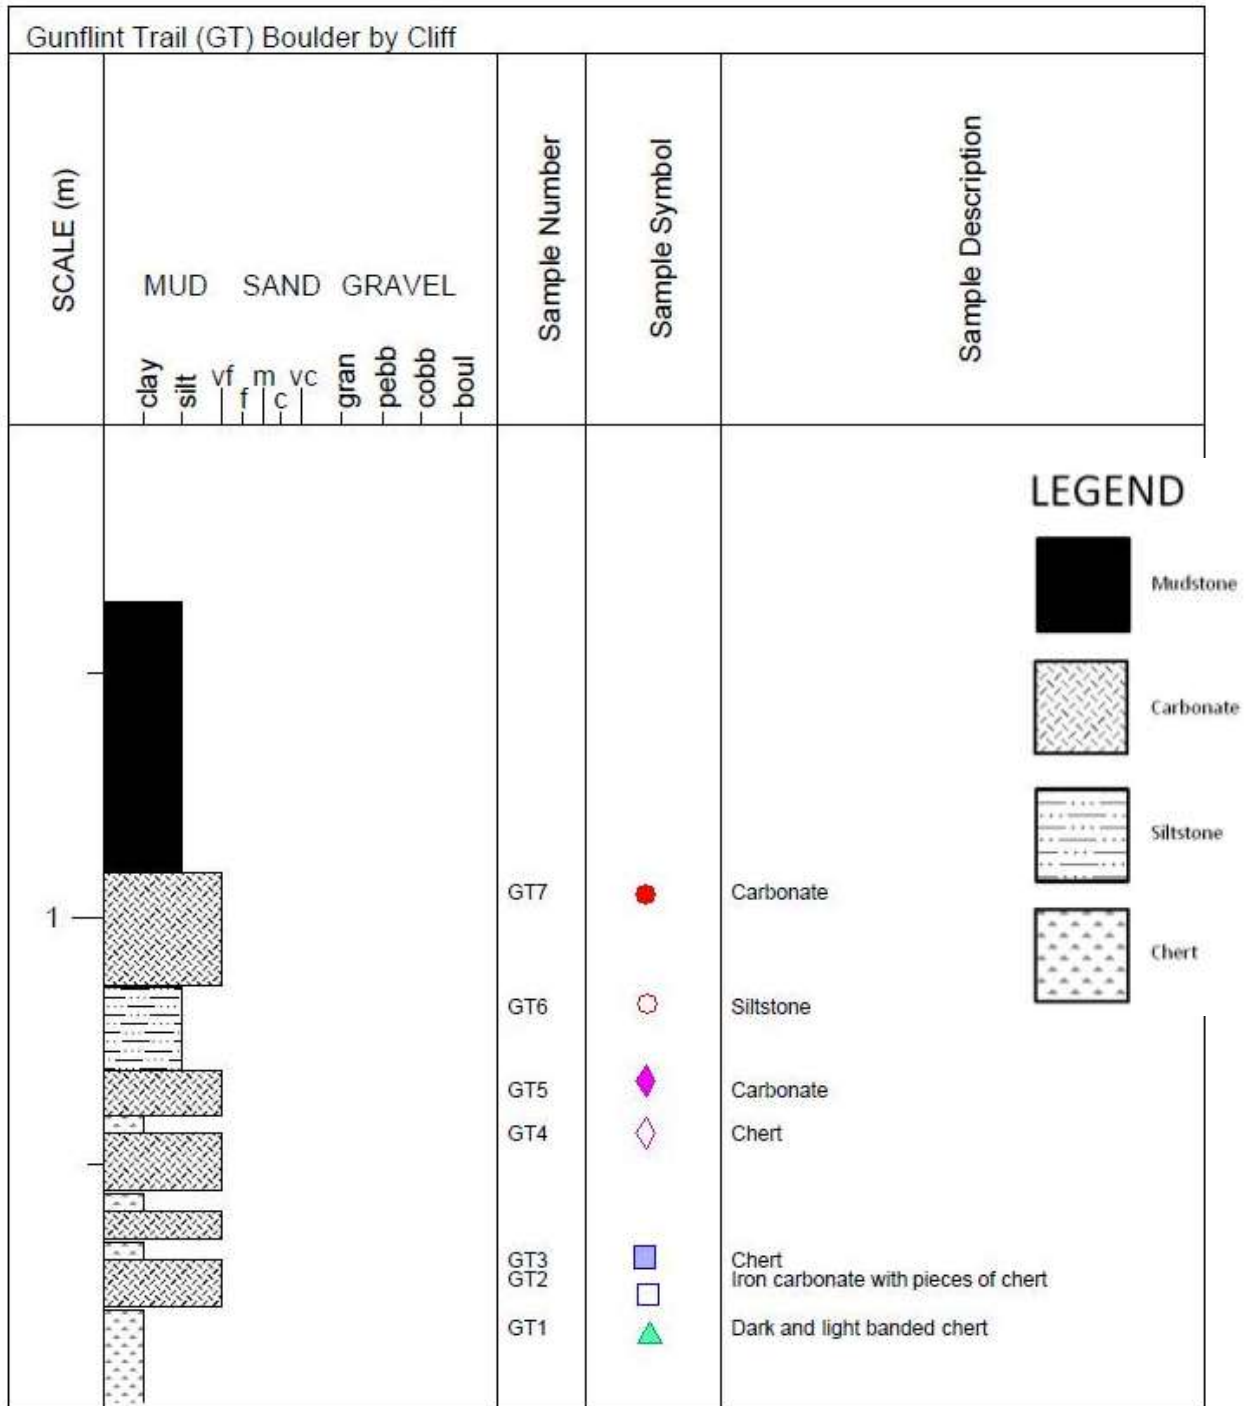 Gunflint Trail (GT) Boulder by Cliff
SCALE (m)
MUD SAND GRAVEL
clay silt vf f m c vc gran pebb cobb boul
Sample Number
Sample Symbol
Sample Description
LEGEND
Mudstone
Carbonate
Siltstone
Chert
1
GT7 Carbonate
GT6 Siltstone
GT5 Carbonate
GT4 Chert
GT3 Chert
GT2 Iron carbonate with pieces of chert
GT1 Dark and light banded chert